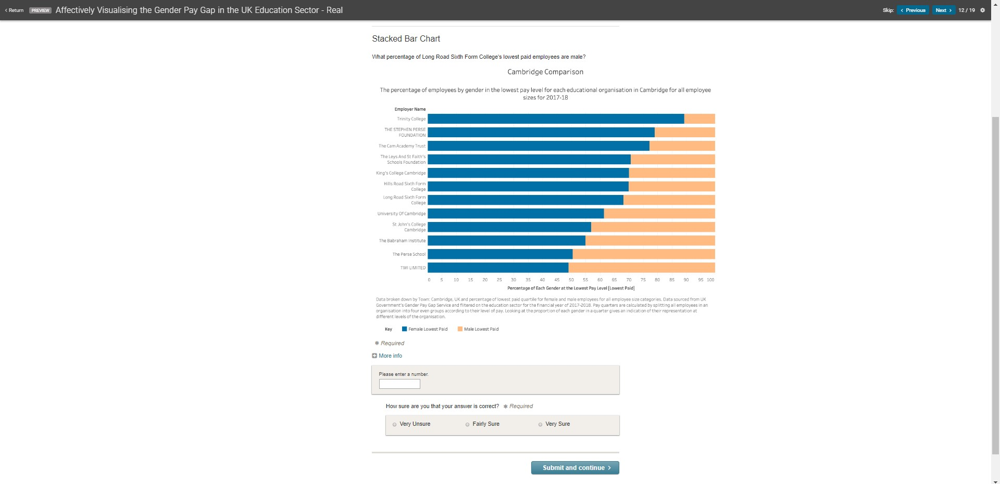 Return PREVIEW Affectively Visualising the Gender Pay Gap in the UK Education Sector - Real Skip: Previous Next 12 / 19
Stacked Bar Chart
What percentage of Long Road Sixth Form College's lowest paid employees are male?
Cambridge Comparison
The percentage of employees by gender in the lowest pay level for each educational organisation in Cambridge for all employee
sizes for 2017-18
Employer Name
Trinity College
THE STEPHEN PERSE
FOUNDATION
The Cam Academy Trust
The Leys And St Faith's
Schools Foundation
King's College Cambridge
Hills Road Sixth Form
College
Long Road Sixth Form
College
University Of Cambridge
St John's College
Cambridge
The Babraham Institute
The Perse School
TWI LIMITED
0 5 10 15 20 25 30 35 40 45 50 55 60 65 70 75 80 85 90 95 100
Percentage of Each Gender at the Lowest Pay Level [Lowest Paid]
Data broken down by Town: Cambridge, UK and percentage of lowest paid quartile for female and male employees for all employee size categories. Data sourced from UK
Government's Gender Pay Gap Service and flitered on the education sector for the financial year of 2017-2018. Pay quarters are calculated by splitting all employees in an
organisation into four even groups according to their level of pay. Looking at the proportion of each gender in a quarter gives an indication of their representation at
different levels of the organisation.
Key Female Lowest Paid Male Lowest Paid
* Required
More info
Please enter a number.
How sure are you that your answer is correct? * Required
Very Unsure Fairly Sure Very Sure
Submit and continue >